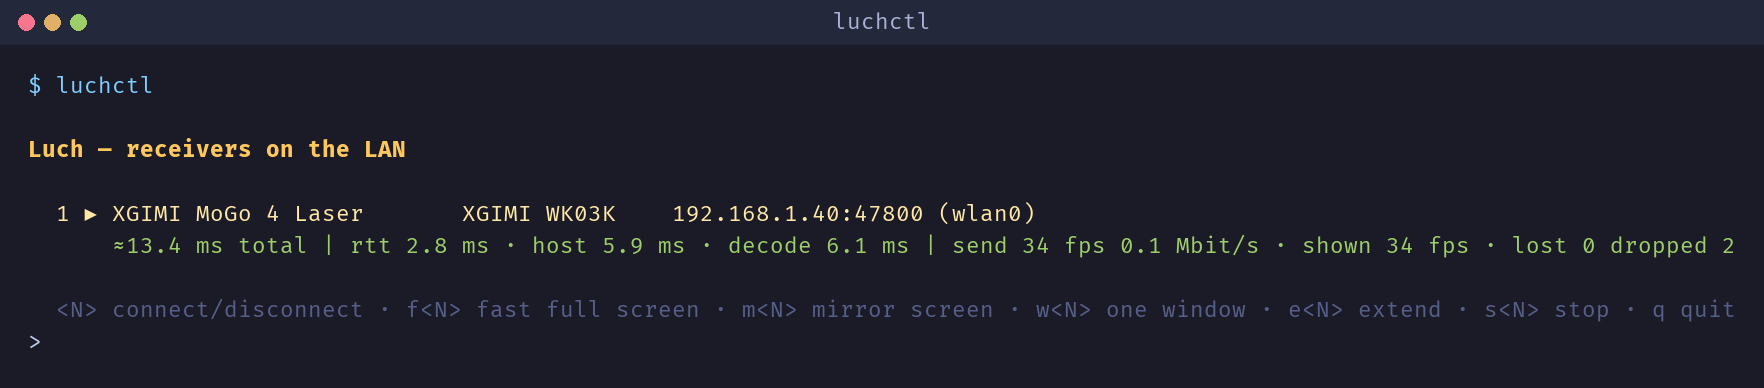 luchctl
$ luchctl
Luch — receivers on the LAN
1 ▶ XGIMI MoGo 4 Laser XGIMI WK03K 192.168.1.40:47800 (wlan0)
≈13.4 ms total | rtt 2.8 ms · host 5.9 ms · decode 6.1 ms | send 34 fps 0.1 Mbit/s · shown 34 fps · lost 0 dropped 2
<N> connect/disconnect · f<N> fast full screen · m<N> mirror screen · w<N> one window · e<N> extend · s<N> stop · q quit
>